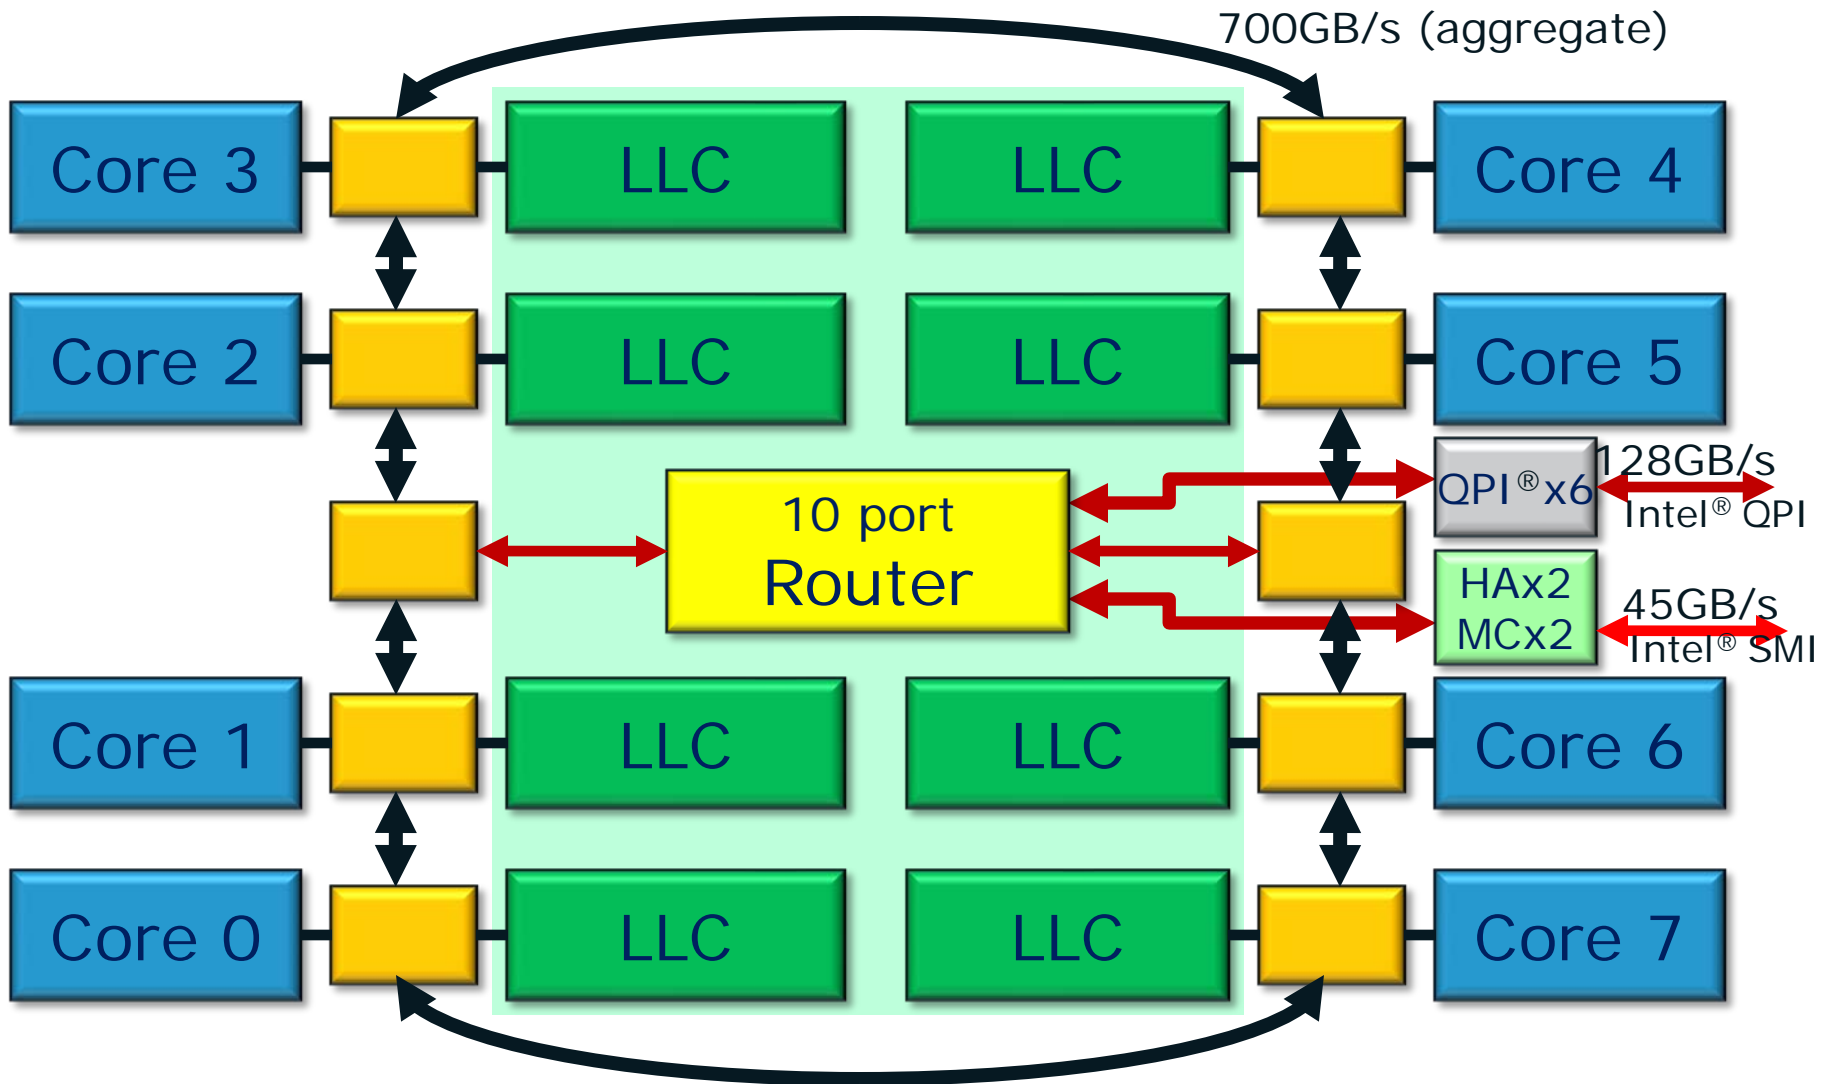 700GB/s (aggregate)
Core 3
LLC
LLC
Core 4
Core 2
LLC
LLC
Core 5
10 port
Router
QPI®x6
128GB/s
Intel® QPI
HAx2
MCx2
45GB/s
Intel® SMI
Core 1
LLC
LLC
Core 6
Core 0
LLC
LLC
Core 7